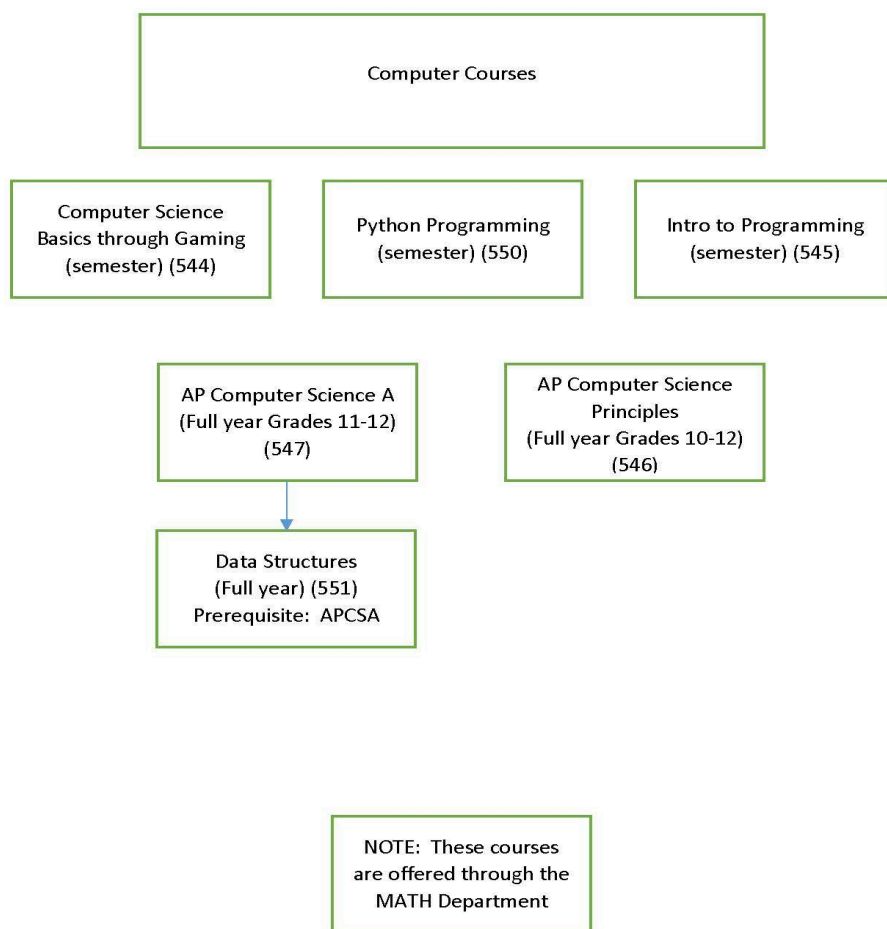 Computer Courses
Computer Science
Basics through Gaming
(semester) (544)
Python Programming
(semester) (550)
Intro to Programming
(semester) (545)
AP Computer Science A
(Full year Grades 11-12)
(547)
AP Computer Science
Principles
(Full year Grades 10-12)
(546)
Data Structures
(Full year) (551)
Prerequisite:  APCSA
NOTE:  These courses
are offered through the
MATH Department